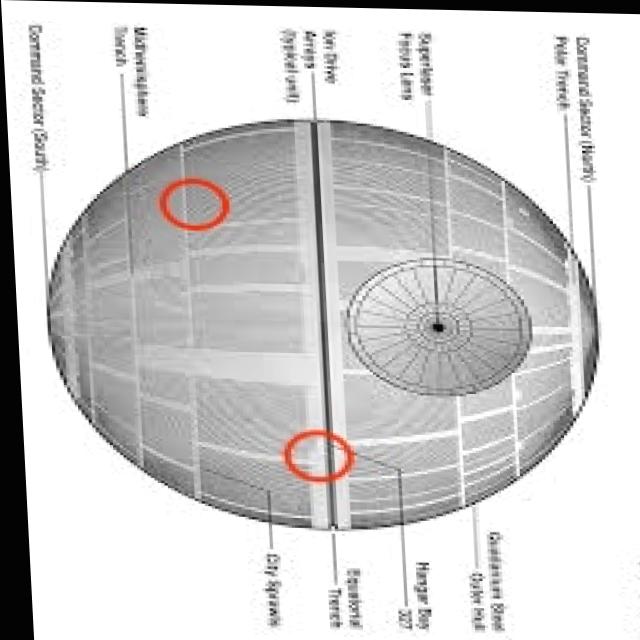 Command Sector (North)
Polar Trench
Superlaser
Focus Lens
Ion Drive
Arrays
(typical unit)
Midhemisphere
Trench
Command Sector (South)
Quadanium Steel
Outer Hull
Hangar Bay
327
Equatorial
Trench
City Sprawls